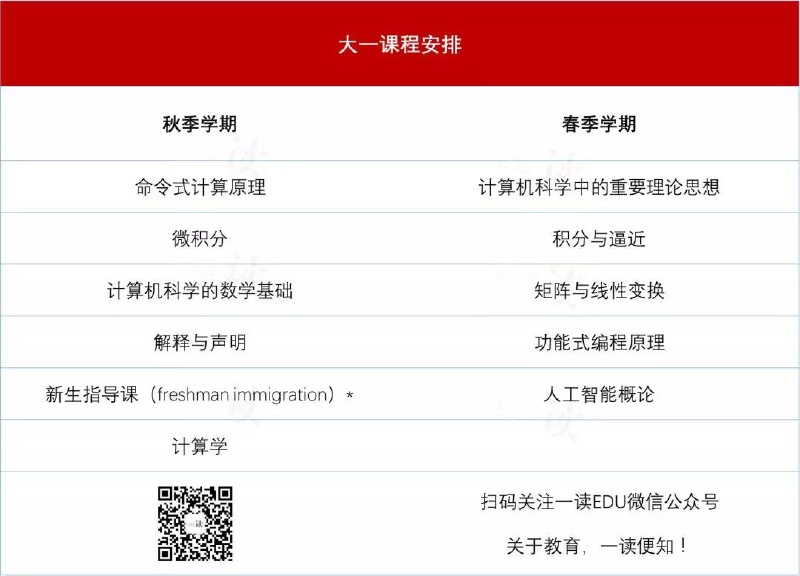 大一课程安排
秋季学期
春季学期
命令式计算原理
计算机科学中的重要理论思想
微积分
积分与逼近
计算机科学的数学基础
矩阵与线性变换
解释与声明
功能式编程原理
新生指导课（freshman immigration）*
人工智能概论
计算学
扫码关注一读EDU微信公众号
关于教育，一读便知！